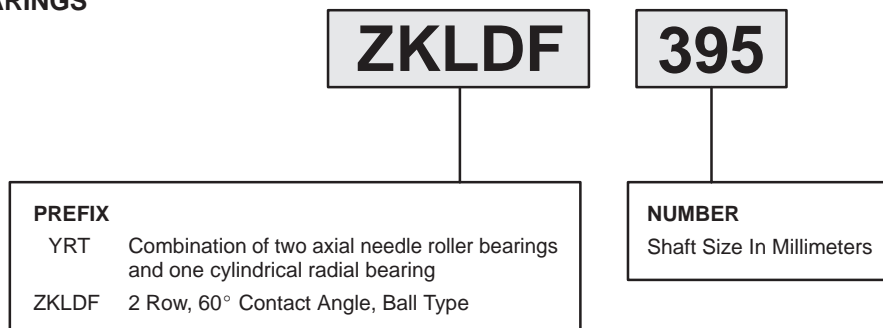 ZKLDF 395
PREFIX
YRT Combination of two axial needle roller bearings
and one cylindrical radial bearing
ZKLDF 2 Row, 60° Contact Angle, Ball Type
NUMBER
Shaft Size In Millimeters